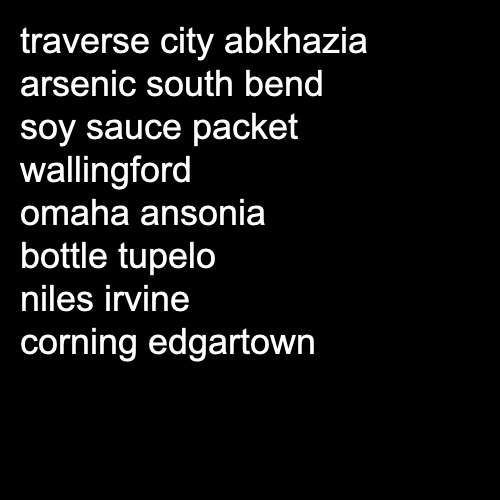 traverse city abkhazia
arsenic south bend
soy sauce packet
wallingford
omaha ansonia
bottle tupelo
niles irvine
corning edgartown